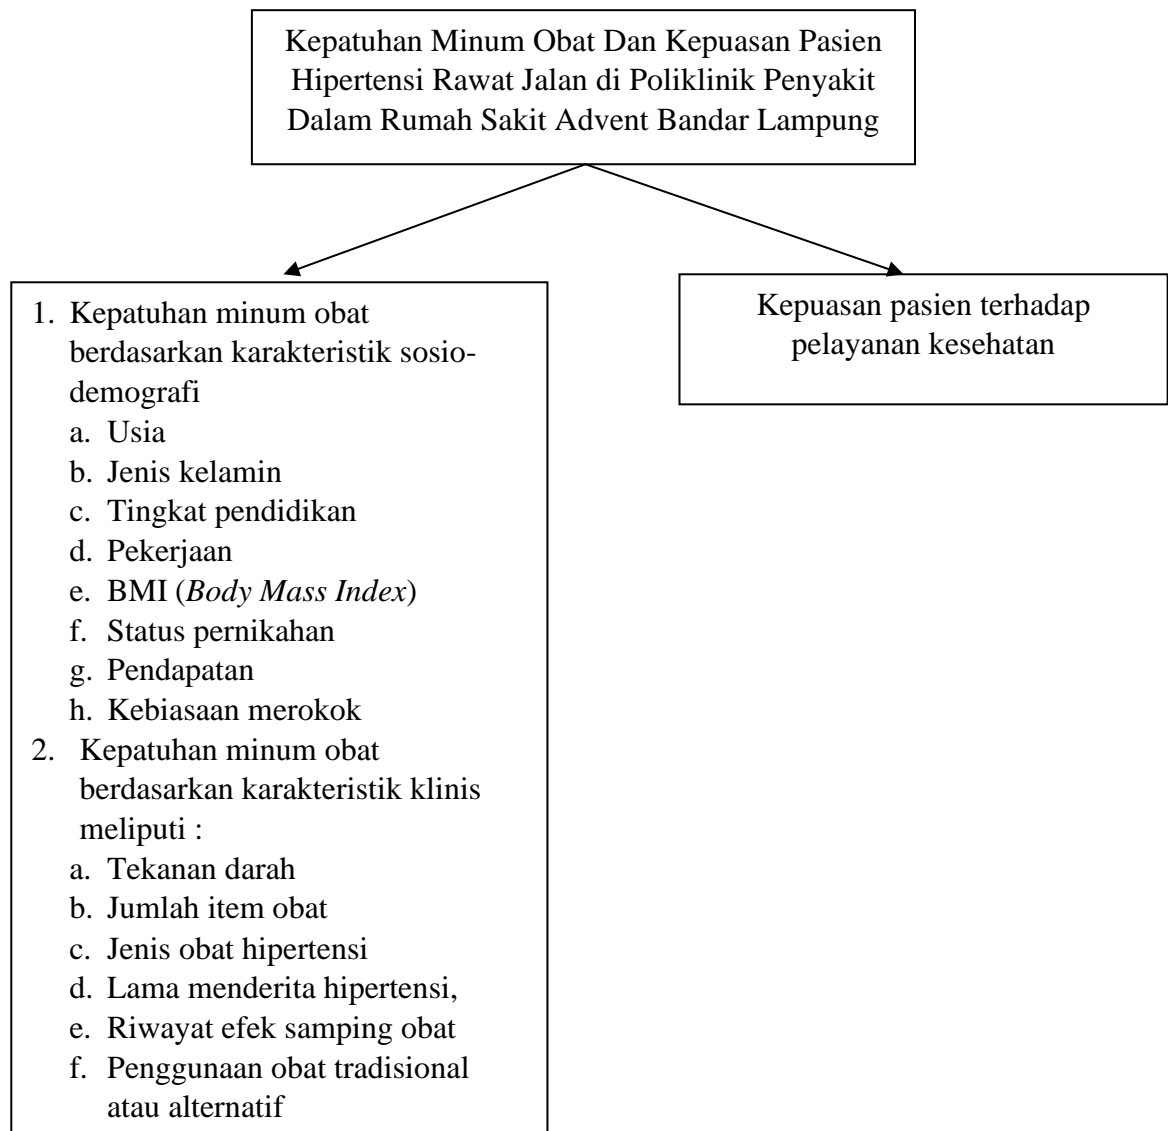 Kepatuhan Minum Obat Dan Kepuasan Pasien
Hipertensi Rawat Jalan di Poliklinik Penyakit
Dalam Rumah Sakit Advent Bandar Lampung
1. Kepatuhan minum obat
berdasarkan karakteristik sosio-
demografi
a. Usia
b. Jenis kelamin
c. Tingkat pendidikan
d. Pekerjaan
e. BMI (Body Mass Index)
f. Status pernikahan
g. Pendapatan
h. Kebiasaan merokok
2. Kepatuhan minum obat
berdasarkan karakteristik klinis
meliputi :
a. Tekanan darah
b. Jumlah item obat
c. Jenis obat hipertensi
d. Lama menderita hipertensi,
e. Riwayat efek samping obat
f. Penggunaan obat tradisional
atau alternatif
Kepuasan pasien terhadap
pelayanan kesehatan